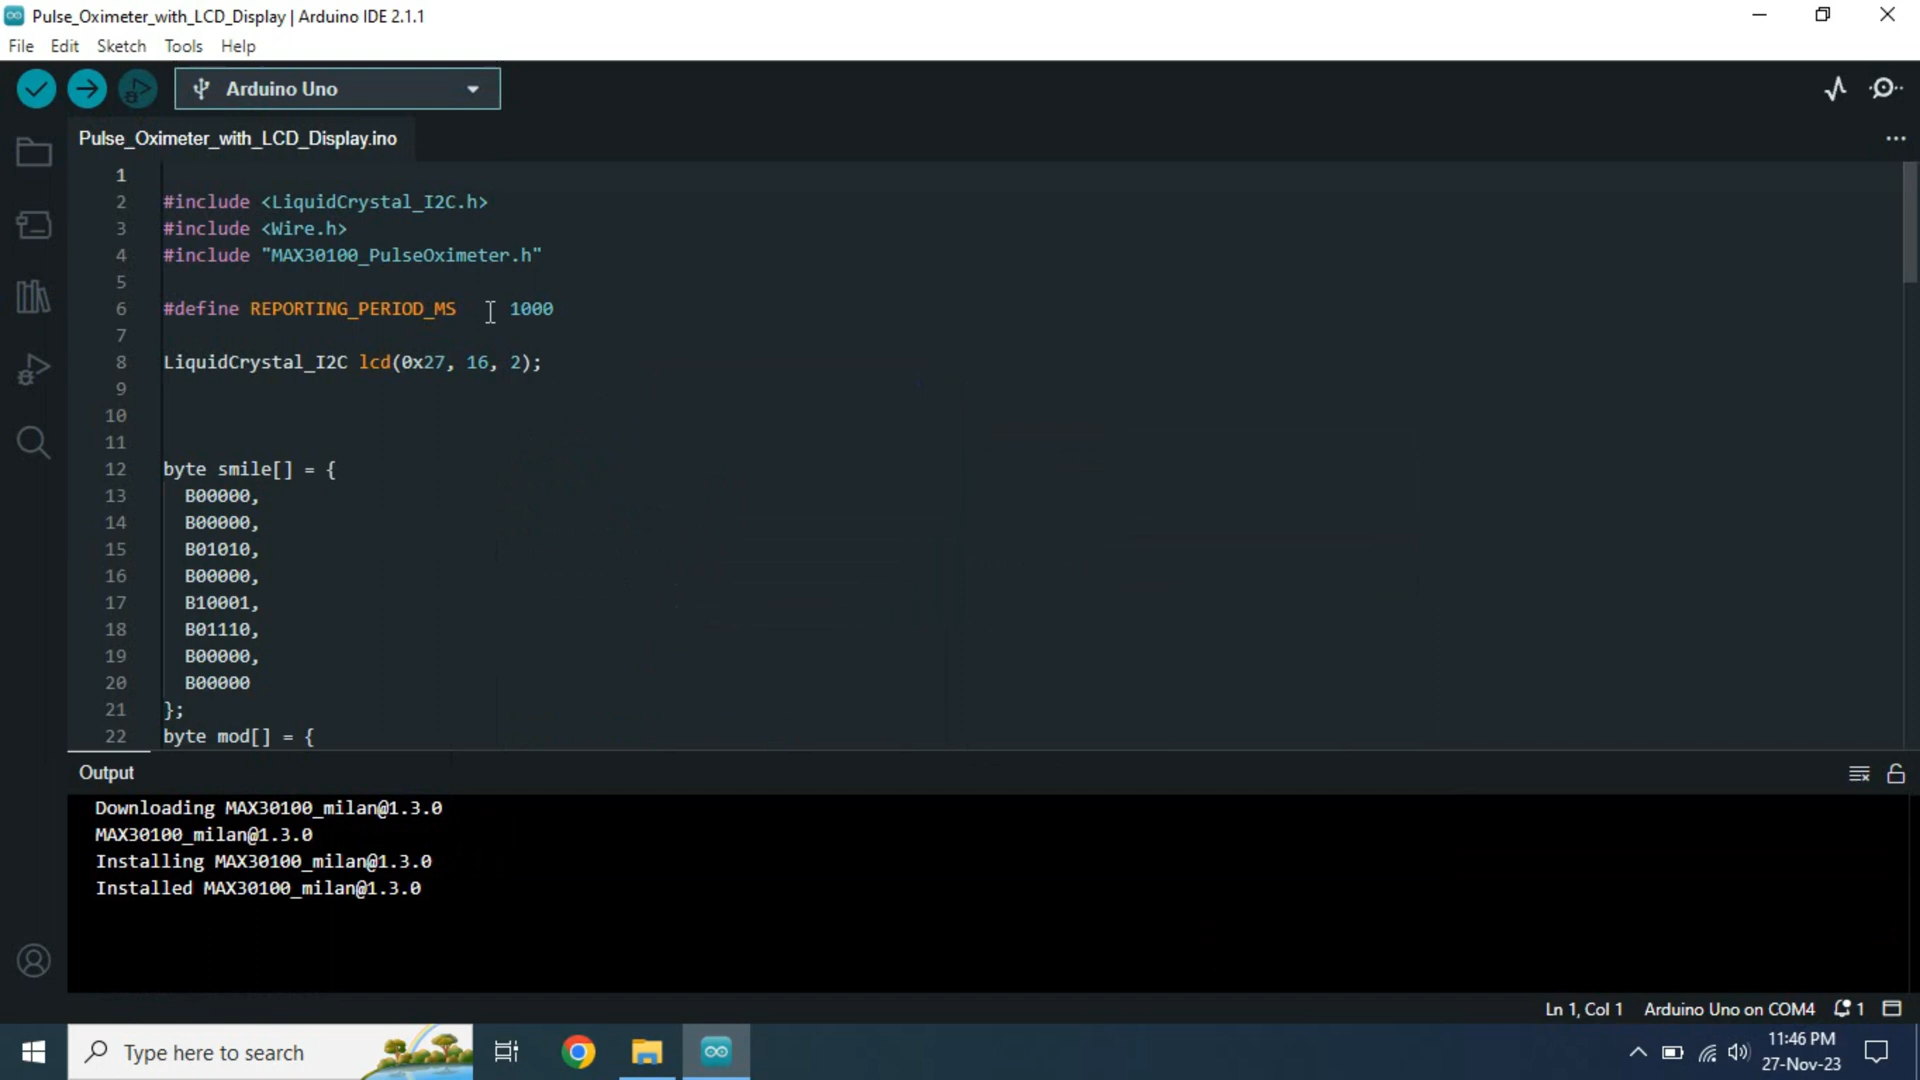 Pulse_Oximeter_with_LCD_Display | Arduino IDE 2.1.1
File Edit Sketch Tools Help
Arduino Uno
Pulse_Oximeter_with_LCD_Display.ino
1
2 #include <LiquidCrystal_I2C.h>
3 #include <Wire.h>
4 #include "MAX30100_PulseOximeter.h"
5
6 #define REPORTING_PERIOD_MS 1000
7
8 LiquidCrystal_I2C lcd(0x27, 16, 2);
9
10
11
12 byte smile[] = {
13 B00000,
14 B00000,
15 B01010,
16 B00000,
17 B10001,
18 B01110,
19 B00000,
20 B00000
21 };
22 byte mod[] = {
Output
Downloading MAX30100_milan@1.3.0
MAX30100_milan@1.3.0
Installing MAX30100_milan@1.3.0
Installed MAX30100_milan@1.3.0
Ln 1, Col 1 Arduino Uno on COM4 1
Type here to search
11:46 PM
27-Nov-23